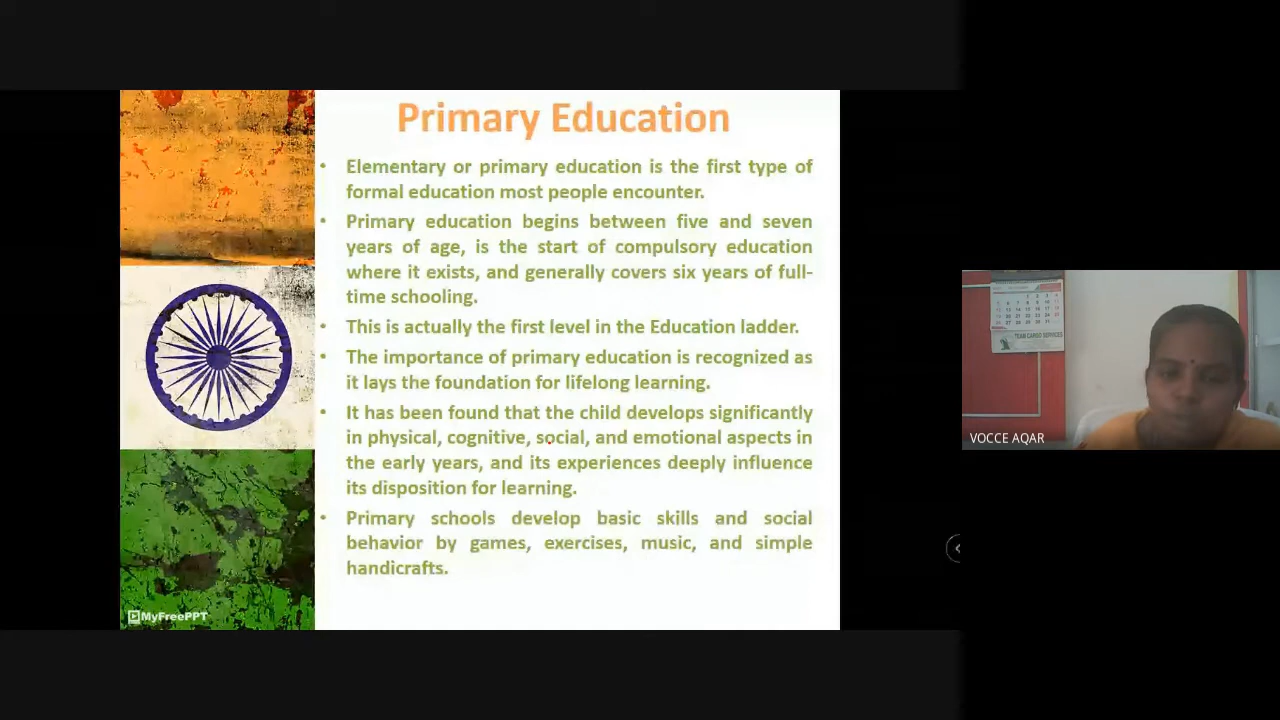 Primary Education
• Elementary or primary education is the first type of
formal education most people encounter.
• Primary education begins between five and seven
years of age, is the start of compulsory education
where it exists, and generally covers six years of full-
time schooling.
• This is actually the first level in the Education ladder.
• The importance of primary education is recognized as
it lays the foundation for lifelong learning.
• It has been found that the child develops significantly
in physical, cognitive, social, and emotional aspects in
the early years, and its experiences deeply influence
its disposition for learning.
• Primary schools develop basic skills and social
behavior by games, exercises, music, and simple
handicrafts.
MyFreePPT
VOCCE AQAR